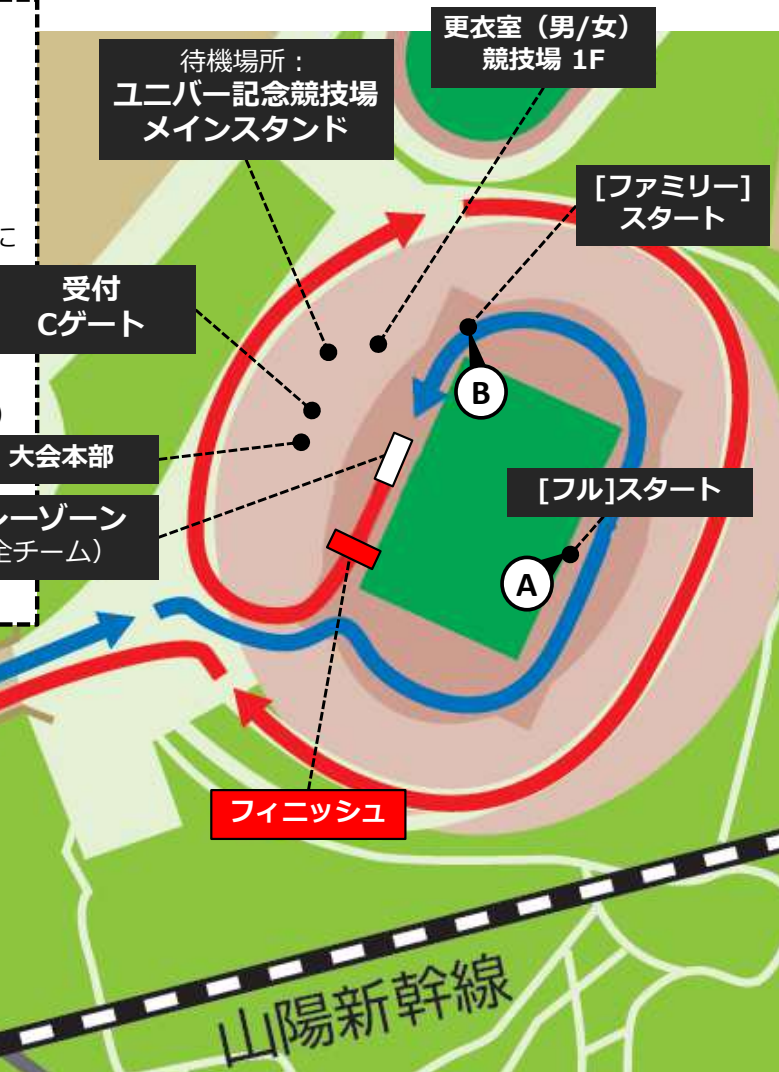 更衣室（男/女）
競技場 1F
待機場所：
ユニバー記念競技場
メインスタンド
[ファミリー]
スタート
に
受付
Cゲート
B
）
大会本部
[フル]スタート
ーゾーン
全チーム）
A
フィニッシュ
山陽新幹線